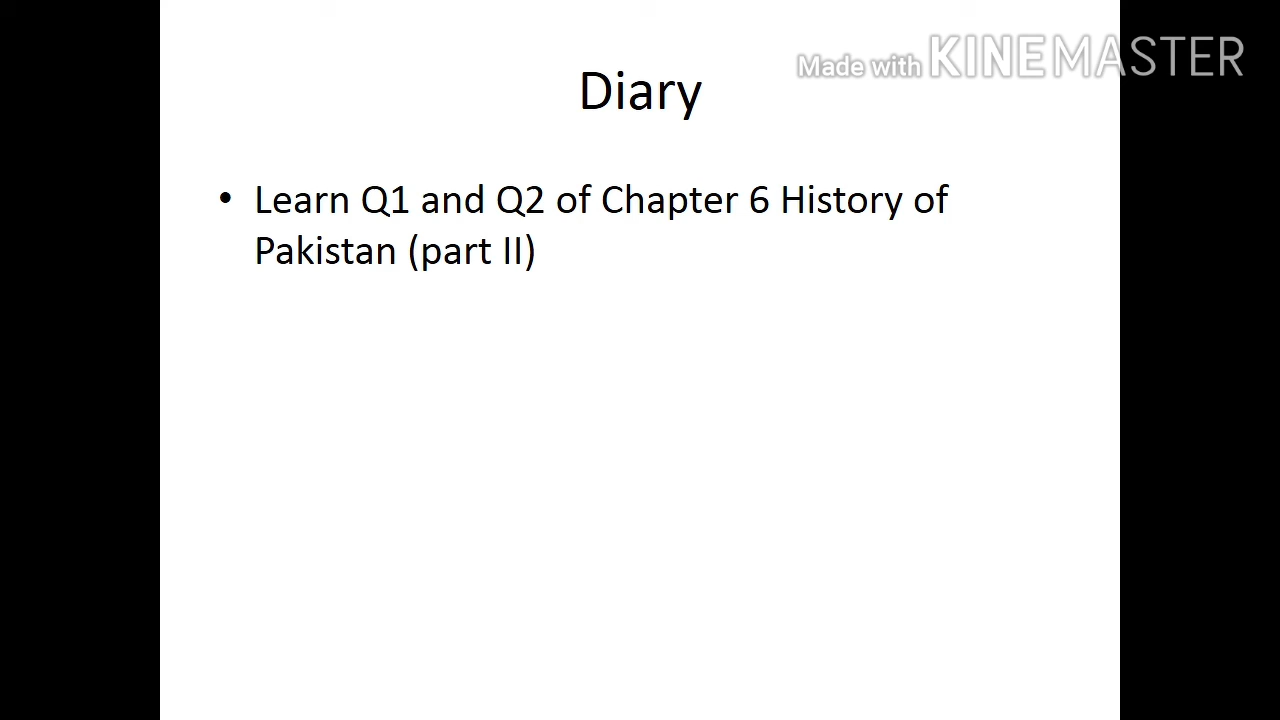 Made with KINEMASTER
Diary
• Learn Q1 and Q2 of Chapter 6 History of
Pakistan (part II)